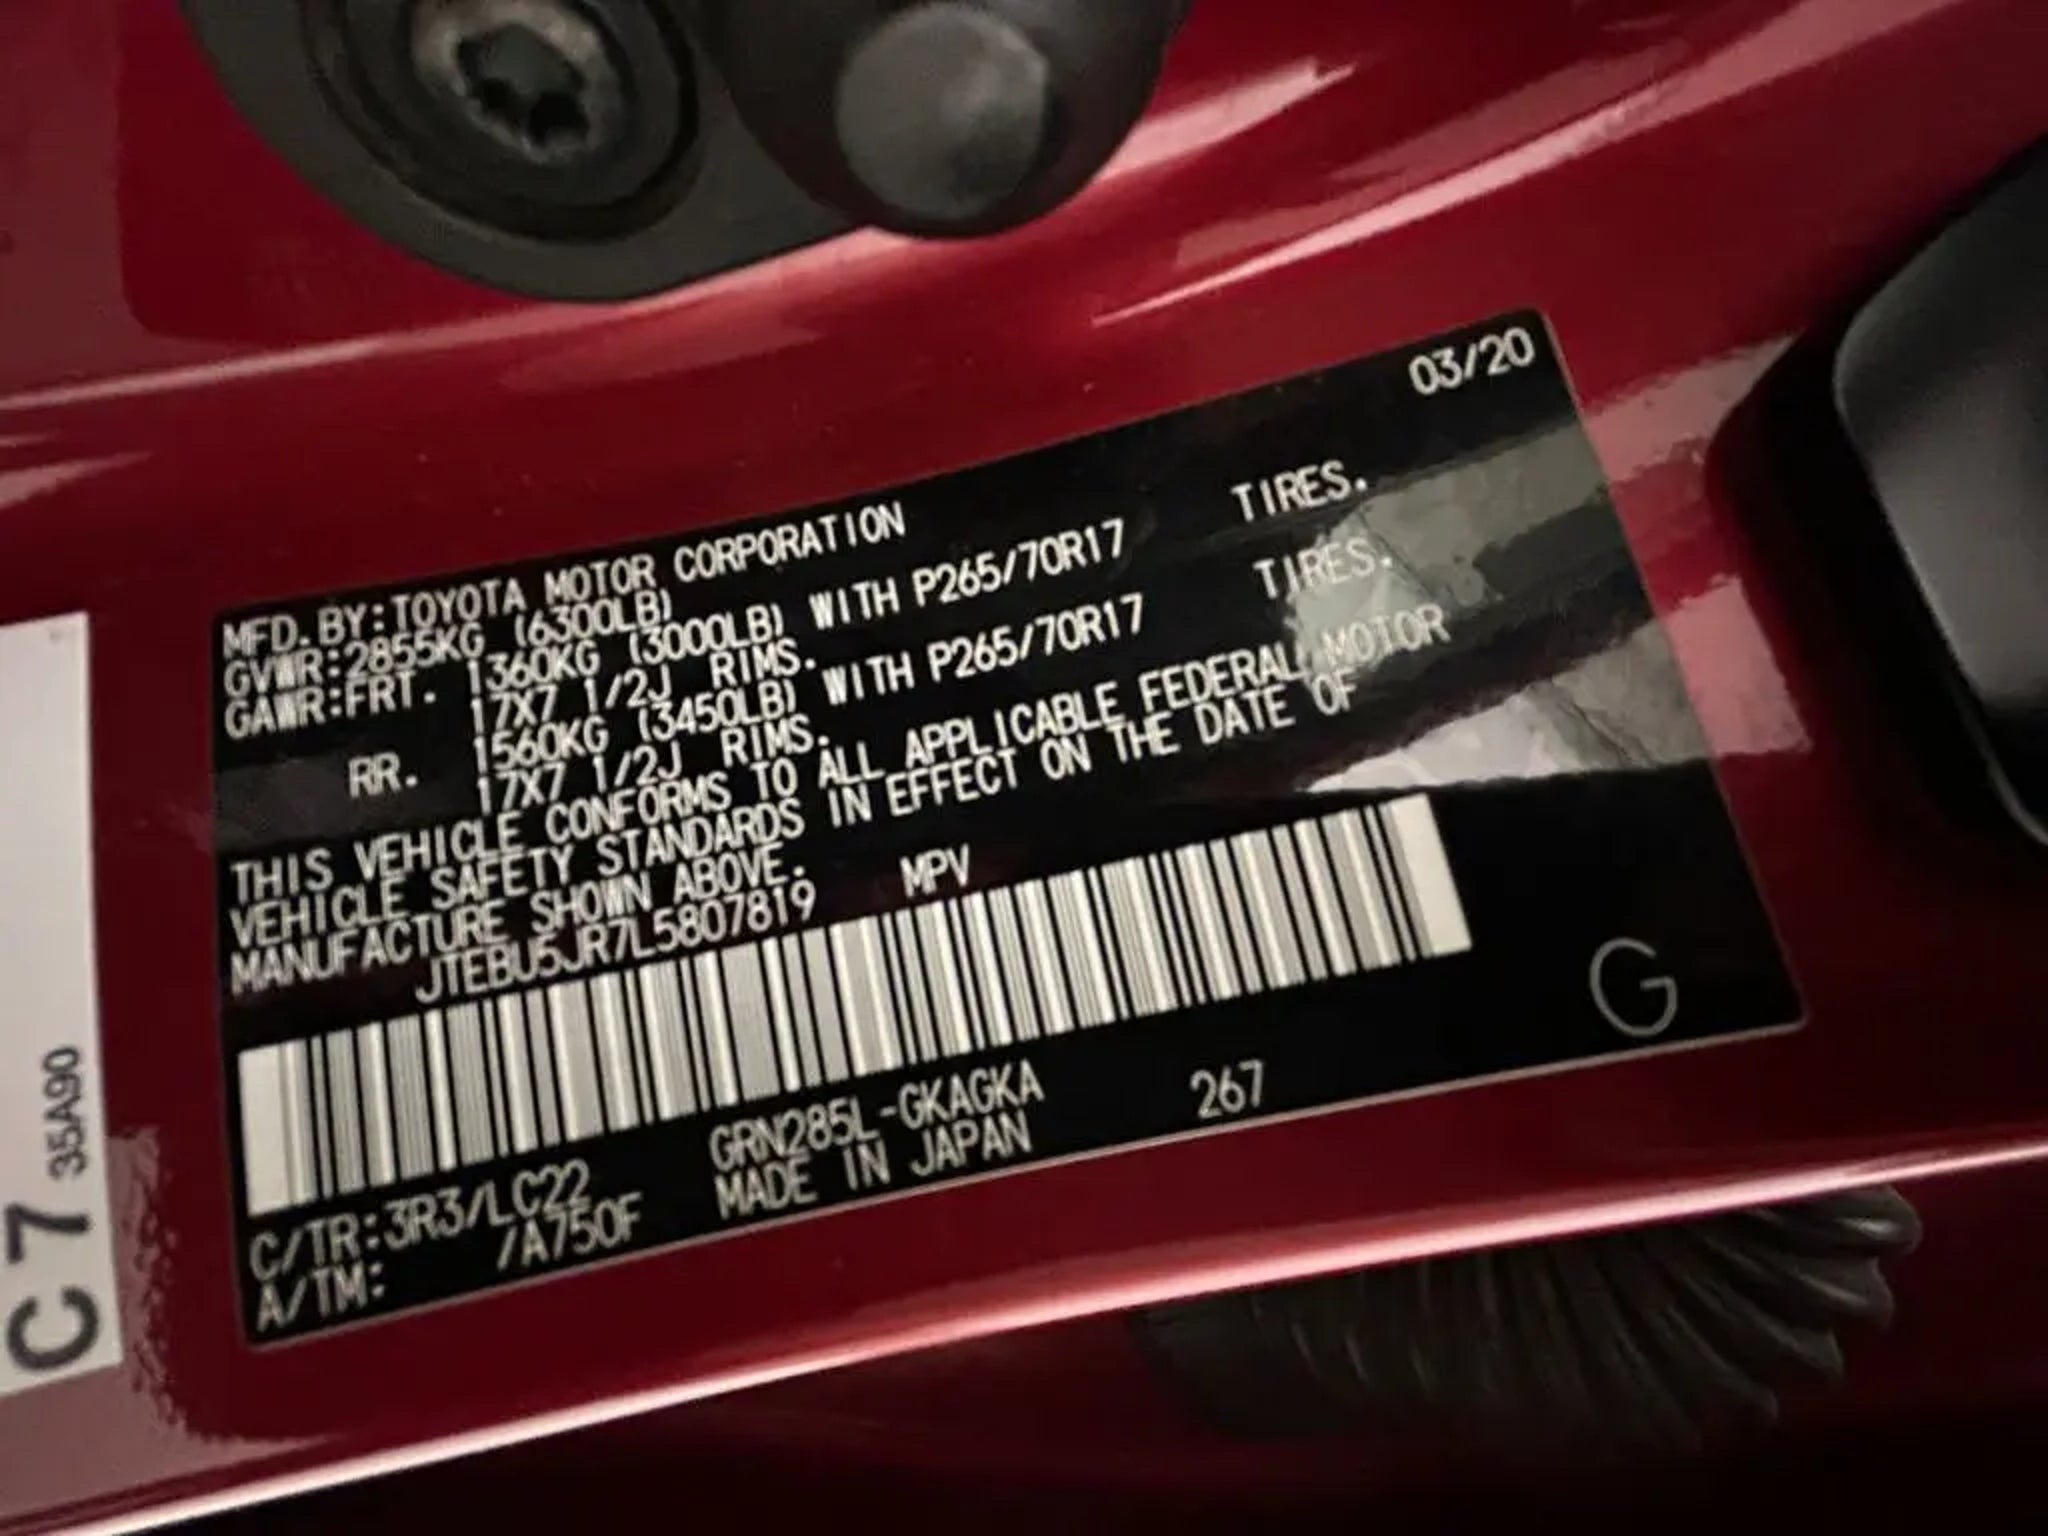 03/20
MFD. BY: TOYOTA MOTOR CORPORATION
GVWR: 2855KG (6300LB)
GAWR: FRT. 1360KG (3000LB) WITH P265/70R17 TIRES.
17X7 1/2J RIMS.
RR. 1560KG (3450LB) WITH P265/70R17 TIRES.
17X7 1/2J RIMS.
THIS VEHICLE CONFORMS TO ALL APPLICABLE FEDERAL MOTOR
VEHICLE SAFETY STANDARDS IN EFFECT ON THE DATE OF
MANUFACTURE SHOWN ABOVE.
JTEBU5JR7L5807819 MPV
G
C/TR: 3R3/LC22 GRN285L-GKAGKA 267
A/TM: /A750F MADE IN JAPAN
C7 35A90